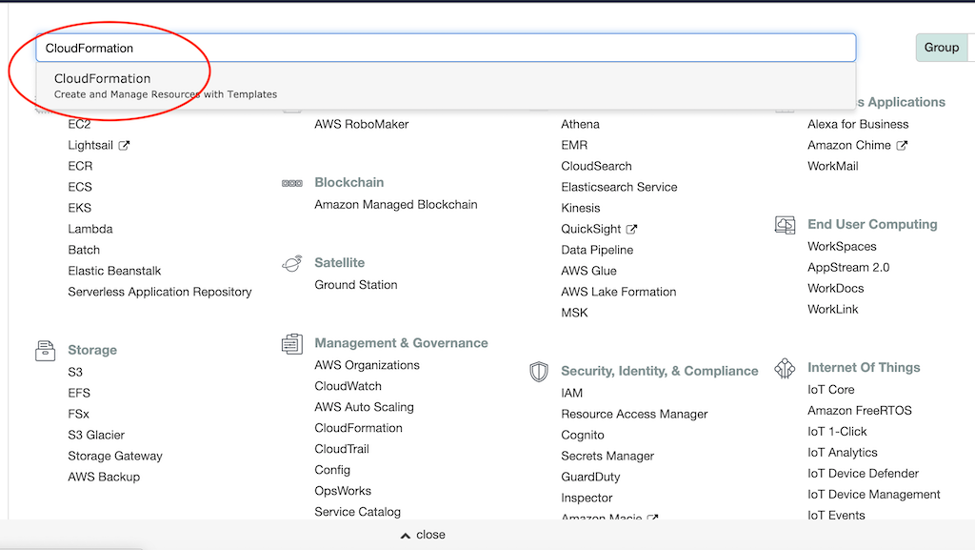 CloudFormation
Group
CloudFormation
Create and Manage Resources with Templates
EC2
Lightsail
ECR
ECS
EKS
Lambda
Batch
Elastic Beanstalk
Serverless Application Repository
Storage
S3
EFS
FSx
S3 Glacier
Storage Gateway
AWS Backup
AWS RoboMaker
Blockchain
Amazon Managed Blockchain
Satellite
Ground Station
Management & Governance
AWS Organizations
CloudWatch
AWS Auto Scaling
CloudFormation
CloudTrail
Config
OpsWorks
Service Catalog
Athena
EMR
CloudSearch
Elasticsearch Service
Kinesis
QuickSight
Data Pipeline
AWS Glue
AWS Lake Formation
MSK
Security, Identity, & Compliance
IAM
Resource Access Manager
Cognito
Secrets Manager
GuardDuty
Inspector
Amazon Macie
Applications
Alexa for Business
Amazon Chime
WorkMail
End User Computing
WorkSpaces
AppStream 2.0
WorkDocs
WorkLink
Internet Of Things
IoT Core
Amazon FreeRTOS
IoT 1-Click
IoT Analytics
IoT Device Defender
IoT Device Management
IoT Events
close